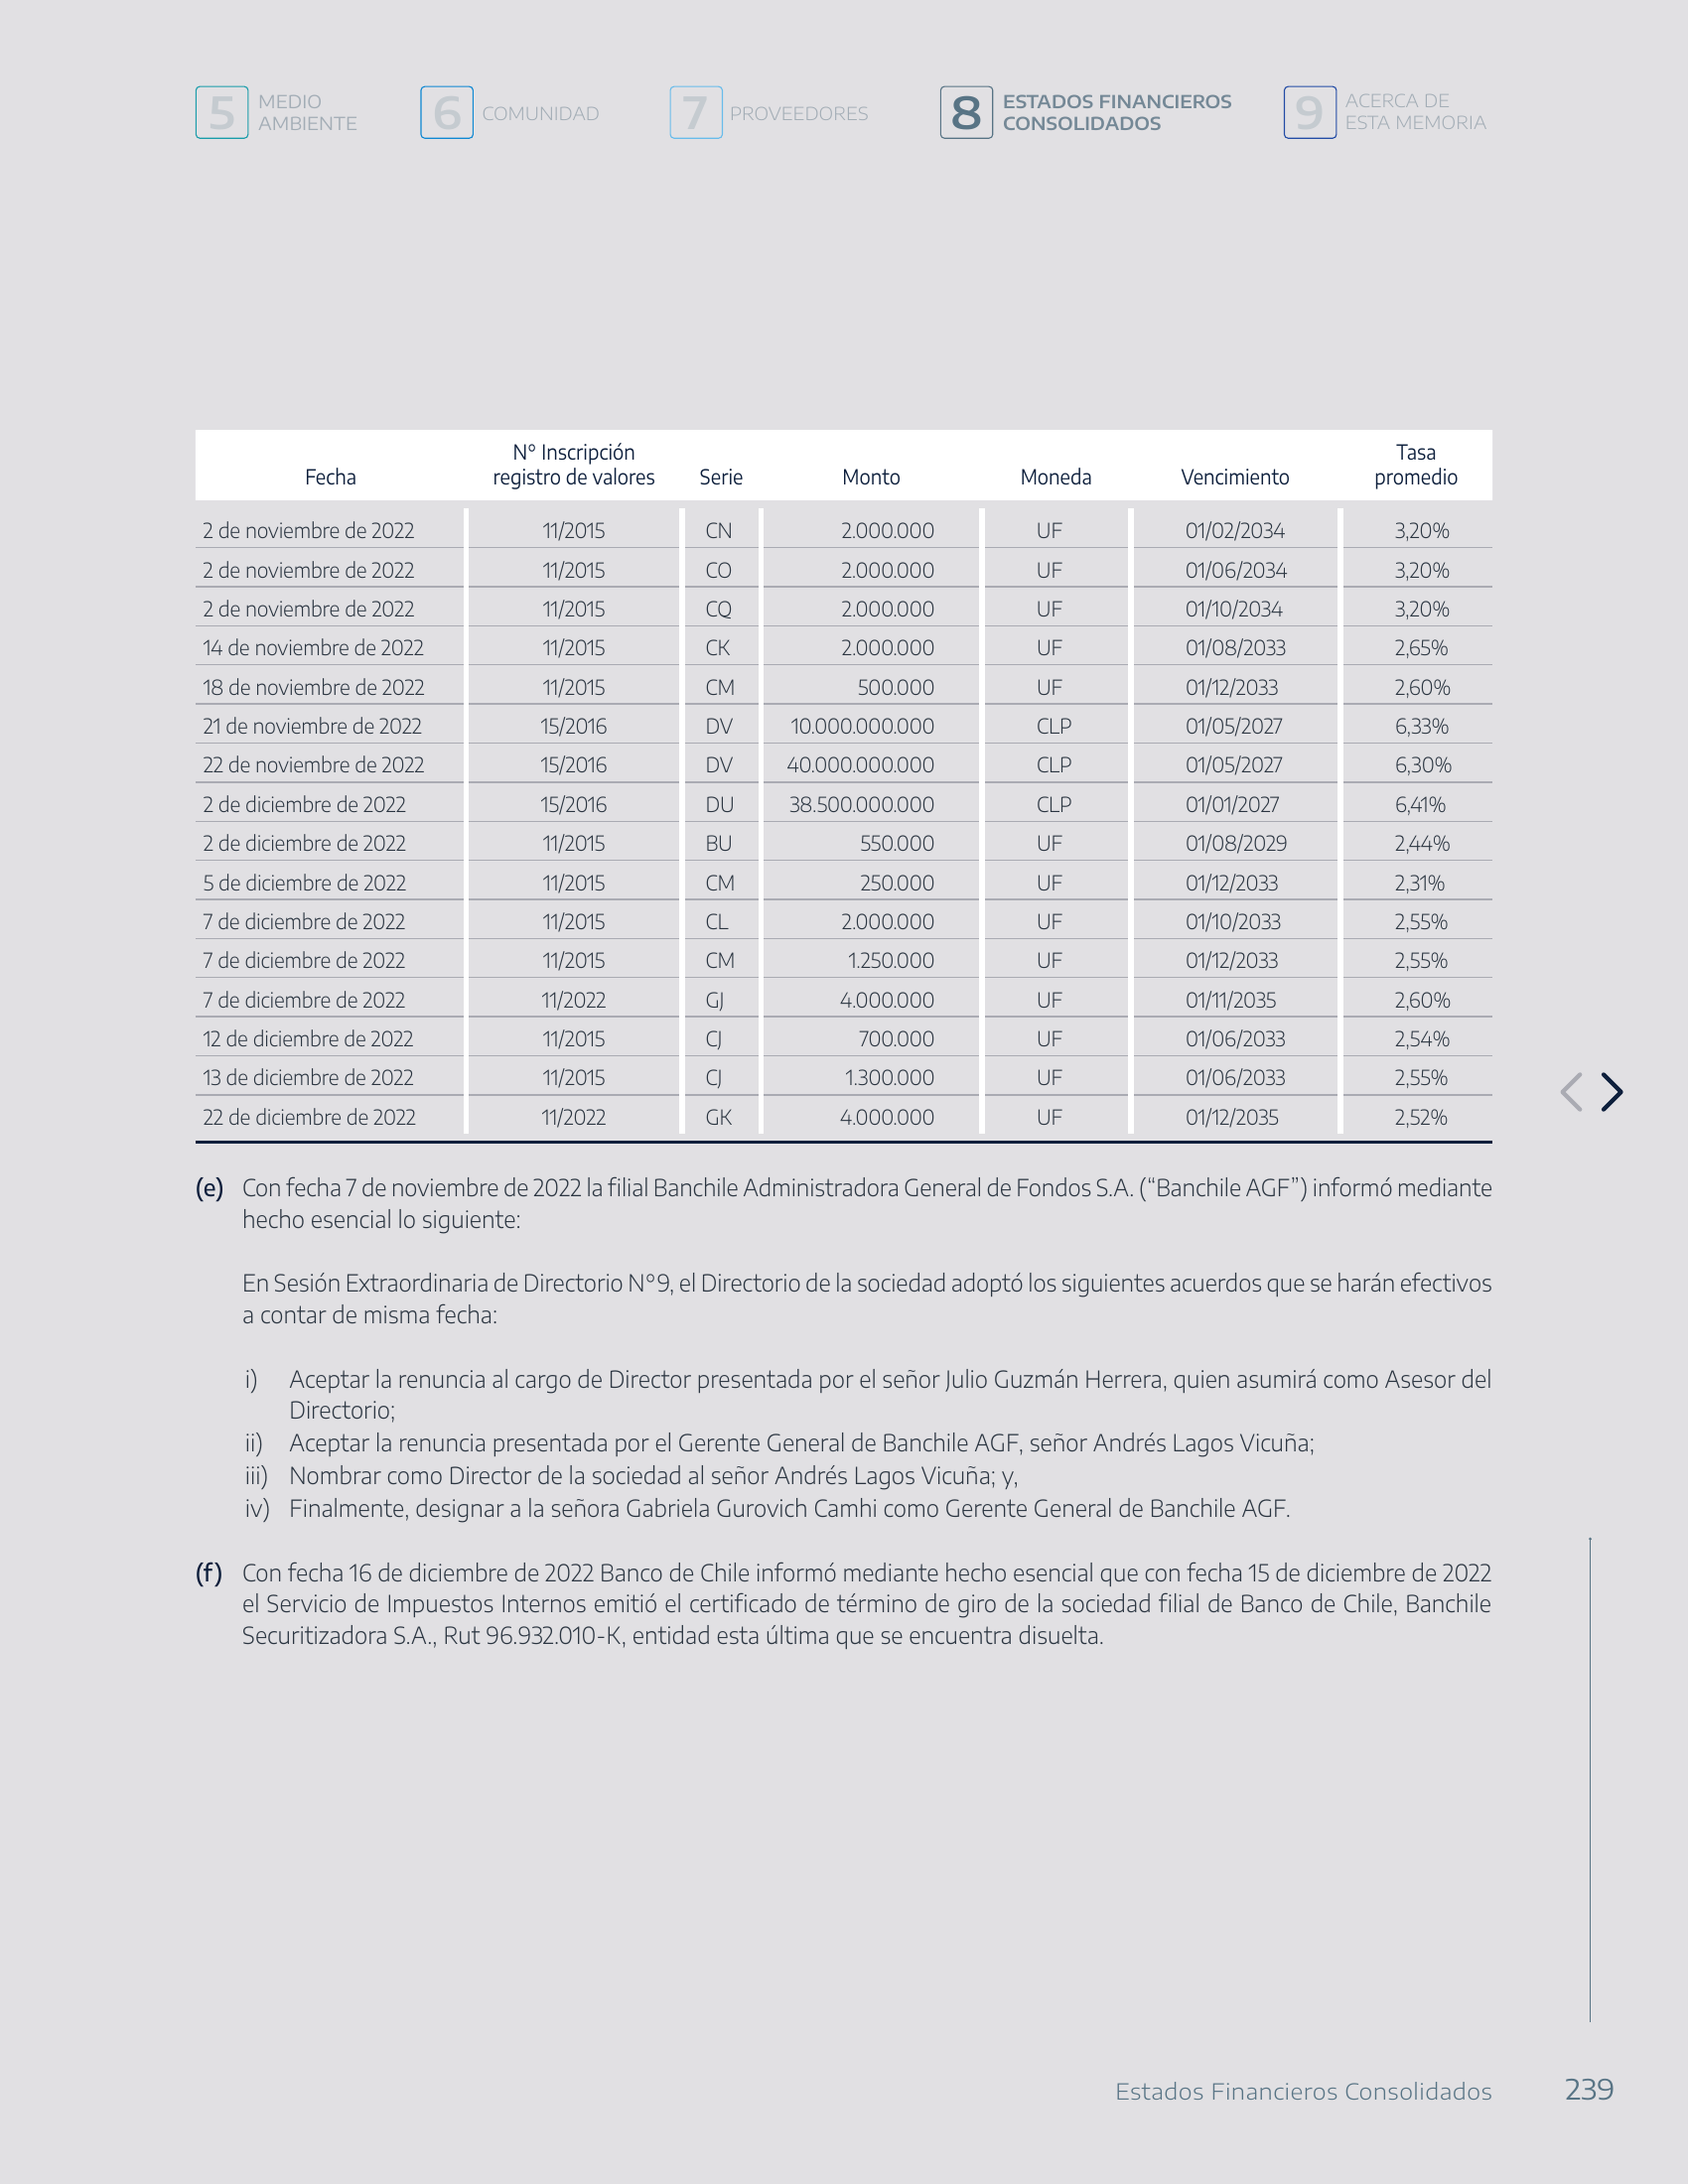 5 MEDIO
AMBIENTE
6 COMUNIDAD
7 PROVEEDORES
8 ESTADOS FINANCIEROS
CONSOLIDADOS
9 ACERCA DE
ESTA MEMORIA
Fecha Nº Inscripción registro de valores Serie Monto Moneda Vencimiento Tasa promedio
2 de noviembre de 2022 11/2015 CN 2.000.000 UF 01/02/2034 3,20%
2 de noviembre de 2022 11/2015 CO 2.000.000 UF 01/06/2034 3,20%
2 de noviembre de 2022 11/2015 CQ 2.000.000 UF 01/10/2034 3,20%
14 de noviembre de 2022 11/2015 CK 2.000.000 UF 01/08/2033 2,65%
18 de noviembre de 2022 11/2015 CM 500.000 UF 01/12/2033 2,60%
21 de noviembre de 2022 15/2016 DV 10.000.000.000 CLP 01/05/2027 6,33%
22 de noviembre de 2022 15/2016 DV 40.000.000.000 CLP 01/05/2027 6,30%
2 de diciembre de 2022 15/2016 DU 38.500.000.000 CLP 01/01/2027 6,41%
2 de diciembre de 2022 11/2015 BU 550.000 UF 01/08/2029 2,44%
5 de diciembre de 2022 11/2015 CM 250.000 UF 01/12/2033 2,31%
7 de diciembre de 2022 11/2015 CL 2.000.000 UF 01/10/2033 2,55%
7 de diciembre de 2022 11/2015 CM 1.250.000 UF 01/12/2033 2,55%
7 de diciembre de 2022 11/2022 GJ 4.000.000 UF 01/11/2035 2,60%
12 de diciembre de 2022 11/2015 CJ 700.000 UF 01/06/2033 2,54%
13 de diciembre de 2022 11/2015 CJ 1.300.000 UF 01/06/2033 2,55%
22 de diciembre de 2022 11/2022 GK 4.000.000 UF 01/12/2035 2,52%
(e) Con fecha 7 de noviembre de 2022 la filial Banchile Administradora General de Fondos S.A. (“Banchile AGF”) informó mediante
hecho esencial lo siguiente:
En Sesión Extraordinaria de Directorio Nº9, el Directorio de la sociedad adoptó los siguientes acuerdos que se harán efectivos
a contar de misma fecha:
i) Aceptar la renuncia al cargo de Director presentada por el señor Julio Guzmán Herrera, quien asumirá como Asesor del
Directorio;
ii) Aceptar la renuncia presentada por el Gerente General de Banchile AGF, señor Andrés Lagos Vicuña;
iii) Nombrar como Director de la sociedad al señor Andrés Lagos Vicuña; y,
iv) Finalmente, designar a la señora Gabriela Gurovich Camhi como Gerente General de Banchile AGF.
(f) Con fecha 16 de diciembre de 2022 Banco de Chile informó mediante hecho esencial que con fecha 15 de diciembre de 2022
el Servicio de Impuestos Internos emitió el certificado de término de giro de la sociedad filial de Banco de Chile, Banchile
Securitizadora S.A., Rut 96.932.010-K, entidad esta última que se encuentra disuelta.
Estados Financieros Consolidados 239